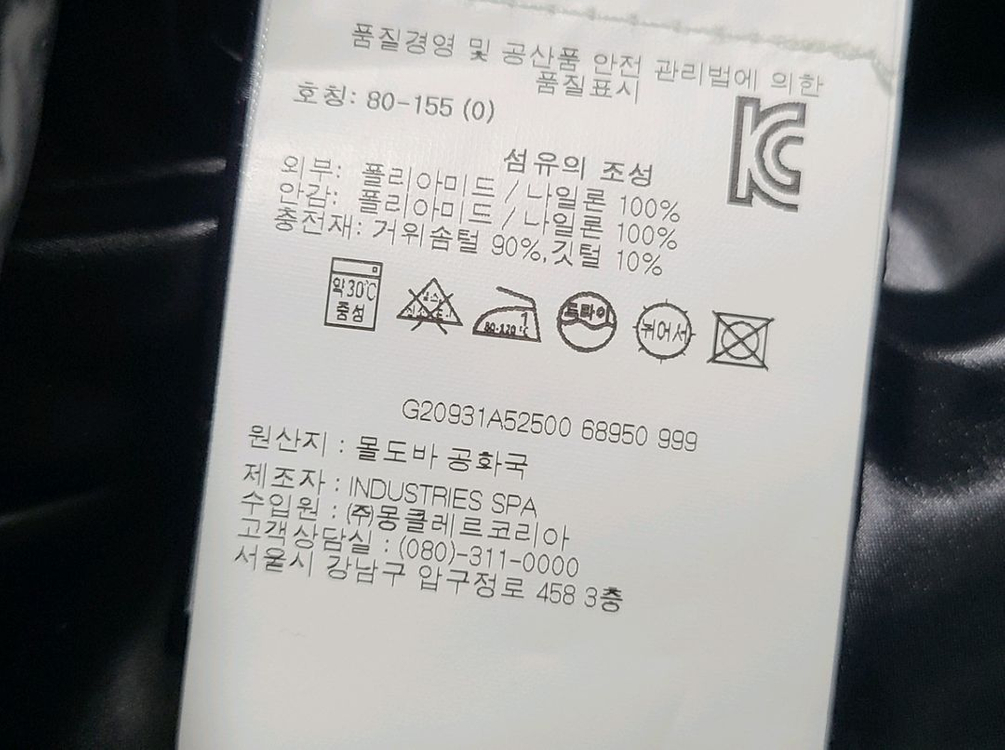 품질경영 및 공산품 안전 관리법에 의한
품질표시
호칭: 80-155 (0)
KC
섬유의 조성
외부: 폴리아미드 / 나일론 100%
안감: 폴리아미드 / 나일론 100%
충전재: 거위솜털 90%, 깃털 10%
약30℃
중성
1
80-120℃
드라이
뉘어서
G20931A52500 68950 999
원산지 : 몰도바 공화국
제조자 : INDUSTRIES SPA
수입원 : (주)몽클레르코리아
고객상담실 : (080)-311-0000
서울시 강남구 압구정로 458 3층